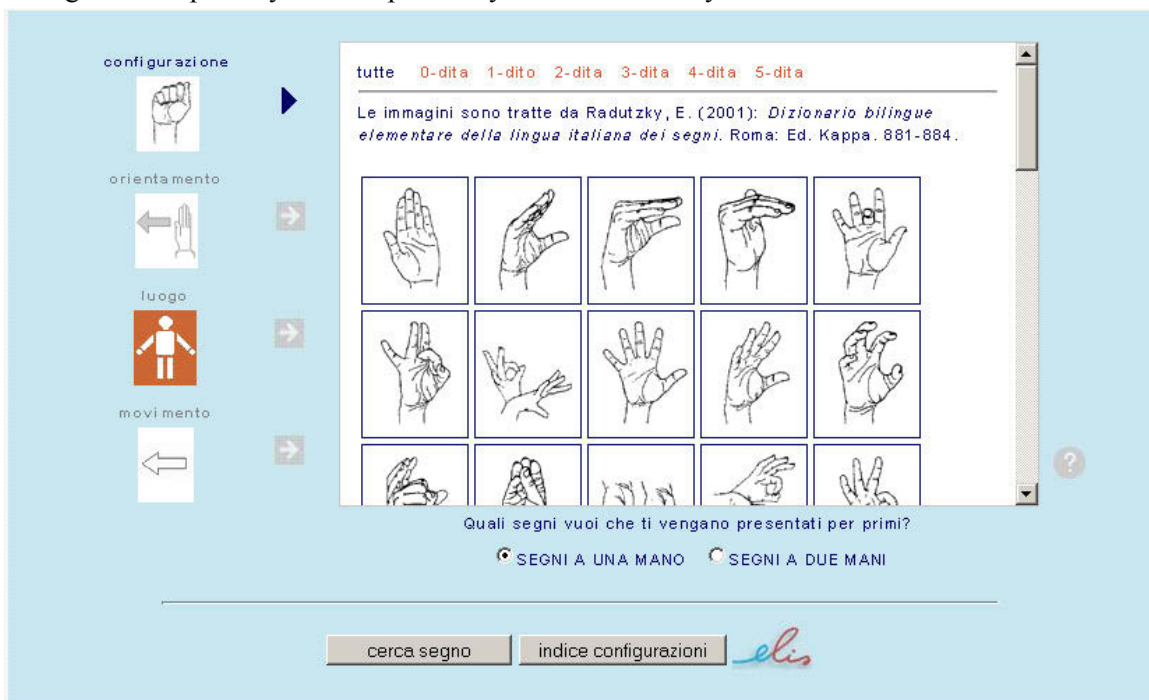 configurazione
orientamento
luogo
movimento
tutte 0-dita 1-dito 2-dita 3-dita 4-dita 5-dita
Le immagini sono tratte da Radutzky, E. (2001): Dizionario bilingue
elementare della lingua italiana dei segni. Roma: Ed. Kappa. 881-884.
?
Quali segni vuoi che ti vengano presentati per primi?
SEGNI A UNA MANO SEGNI A DUE MANI
cerca segno indice configurazioni elis